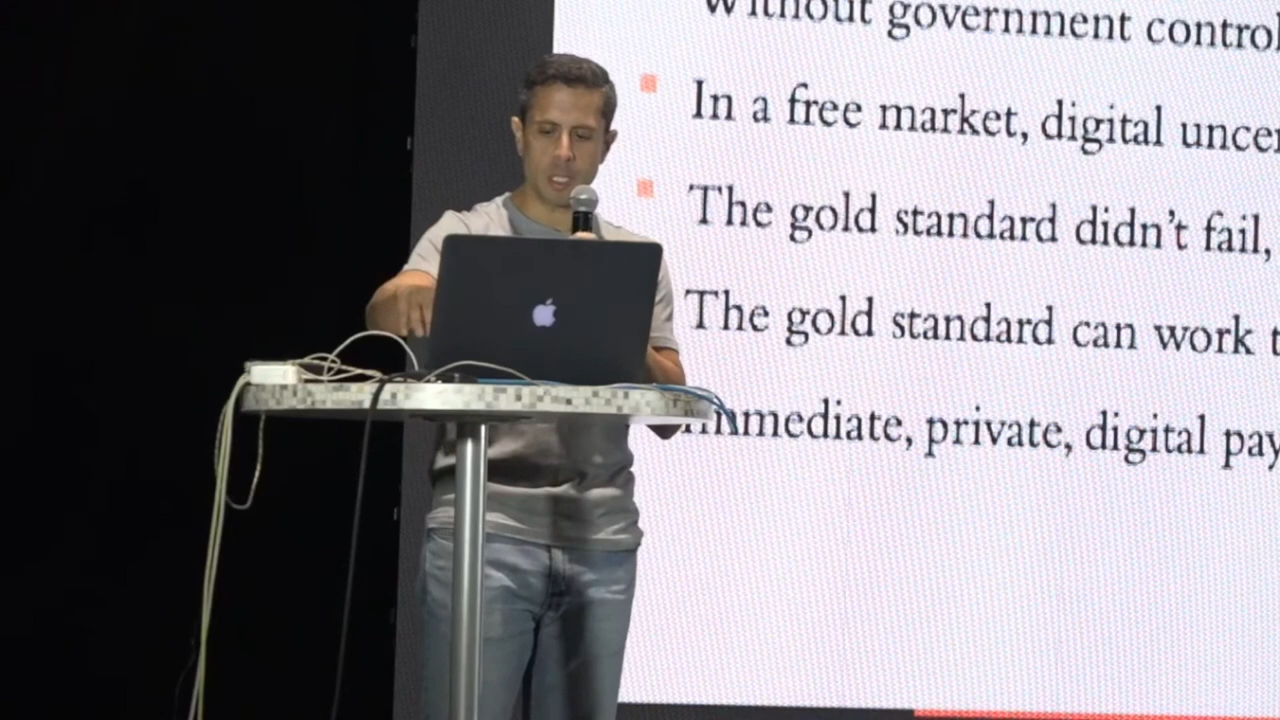 Without government control
In a free market, digital
The gold standard didn't fail,
The gold standard can work
immediate, private, digital